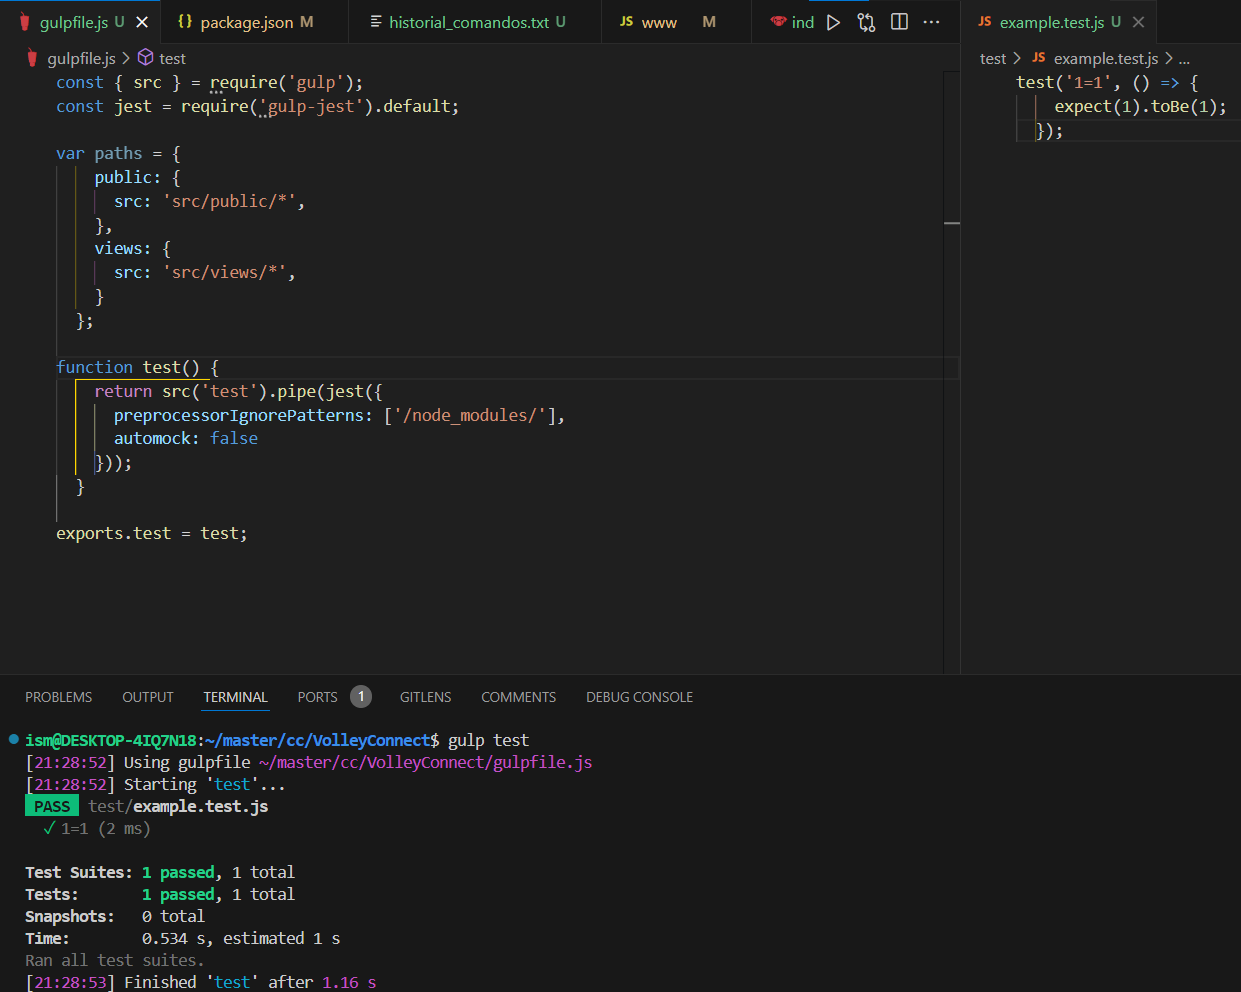 gulpfile.js U
{} package.json M
historial_comandos.txt U
JS www M
ind
JS example.test.js U
gulpfile.js > test
const { src } = require('gulp');
const jest = require('gulp-jest').default;
var paths = {
public: {
src: 'src/public/*',
},
views: {
src: 'src/views/*',
}
};
function test() {
return src('test').pipe(jest({
preprocessorIgnorePatterns: ['/node_modules/'],
automock: false
}));
}
exports.test = test;
test > JS example.test.js > ...
test('1=1', () => {
expect(1).toBe(1);
});
PROBLEMS OUTPUT TERMINAL PORTS 1 GITLENS COMMENTS DEBUG CONSOLE
ism@DESKTOP-4IQ7N18:~/master/cc/VolleyConnect$ gulp test
[21:28:52] Using gulpfile ~/master/cc/VolleyConnect/gulpfile.js
[21:28:52] Starting 'test'...
PASS test/example.test.js
✓ 1=1 (2 ms)
Test Suites: 1 passed, 1 total
Tests: 1 passed, 1 total
Snapshots: 0 total
Time: 0.534 s, estimated 1 s
Ran all test suites.
[21:28:53] Finished 'test' after 1.16 s